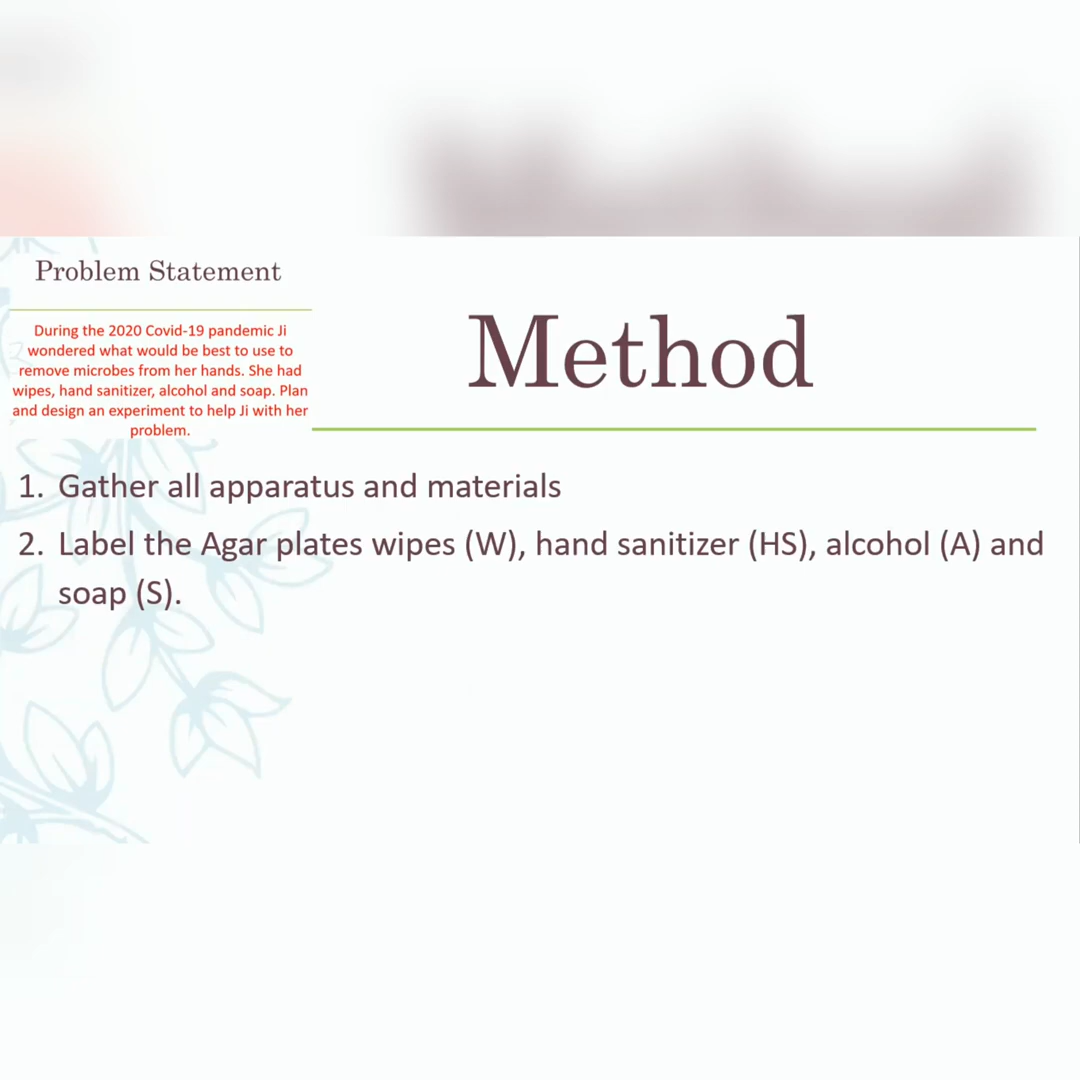 Problem Statement
During the 2020 Covid-19 pandemic Ji
wondered what would be best to use to
remove microbes from her hands. She had
wipes, hand sanitizer, alcohol and soap. Plan
and design an experiment to help Ji with her
problem.
Method
1. Gather all apparatus and materials
2. Label the Agar plates wipes (W), hand sanitizer (HS), alcohol (A) and
soap (S).